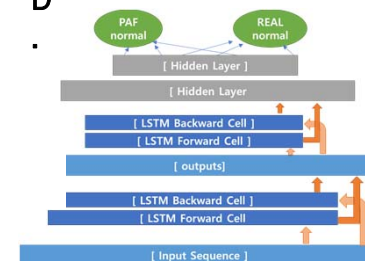 D
.
PAF
normal
REAL
normal
[ Hidden Layer ]
[ Hidden Layer
[ LSTM Backward Cell ]
[ LSTM Forward Cell ]
[ outputs]
[ LSTM Backward Cell ]
[ LSTM Forward Cell
[ Input Sequence ]